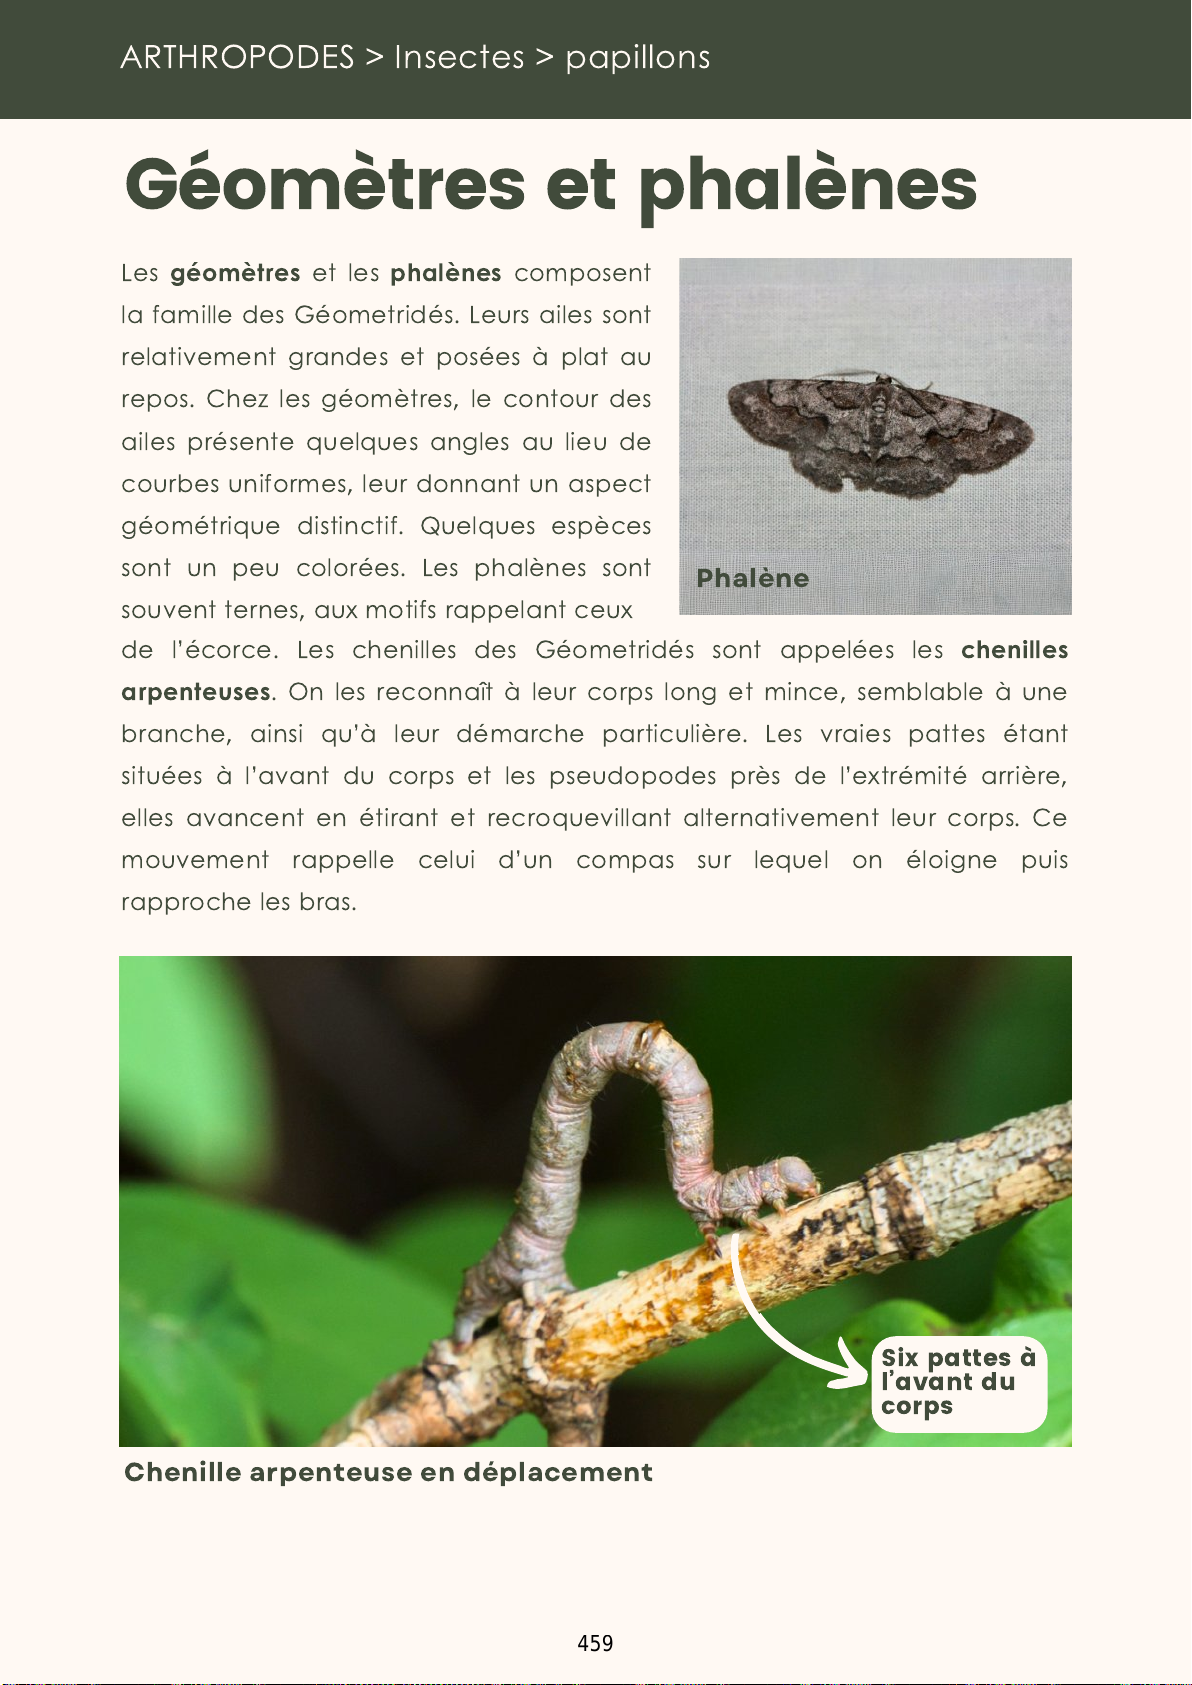 ARTHROPODES > Insectes > papillons
Géomètres et phalènes
Les géomètres et les phalènes composent
la famille des Géometridés. Leurs ailes sont
relativement grandes et posées à plat au
repos. Chez les géomètres, le contour des
ailes présente quelques angles au lieu de
courbes uniformes, leur donnant un aspect
géométrique distinctif. Quelques espèces
sont un peu colorées. Les phalènes sont
souvent ternes, aux motifs rappelant ceux
Phalène
de l'écorce. Les chenilles des Géometridés sont appelées les chenilles
arpenteuses. On les reconnaît à leur corps long et mince, semblable à une
branche, ainsi qu'à leur démarche particulière. Les vraies pattes étant
situées à l'avant du corps et les pseudopodes près de l'extrémité arrière,
elles avancent en étirant et recroquevillant alternativement leur corps. Ce
mouvement rappelle celui d'un compas sur lequel on éloigne puis
rapproche les bras.
Six pattes à
l'avant du
corps
Chenille arpenteuse en déplacement
459